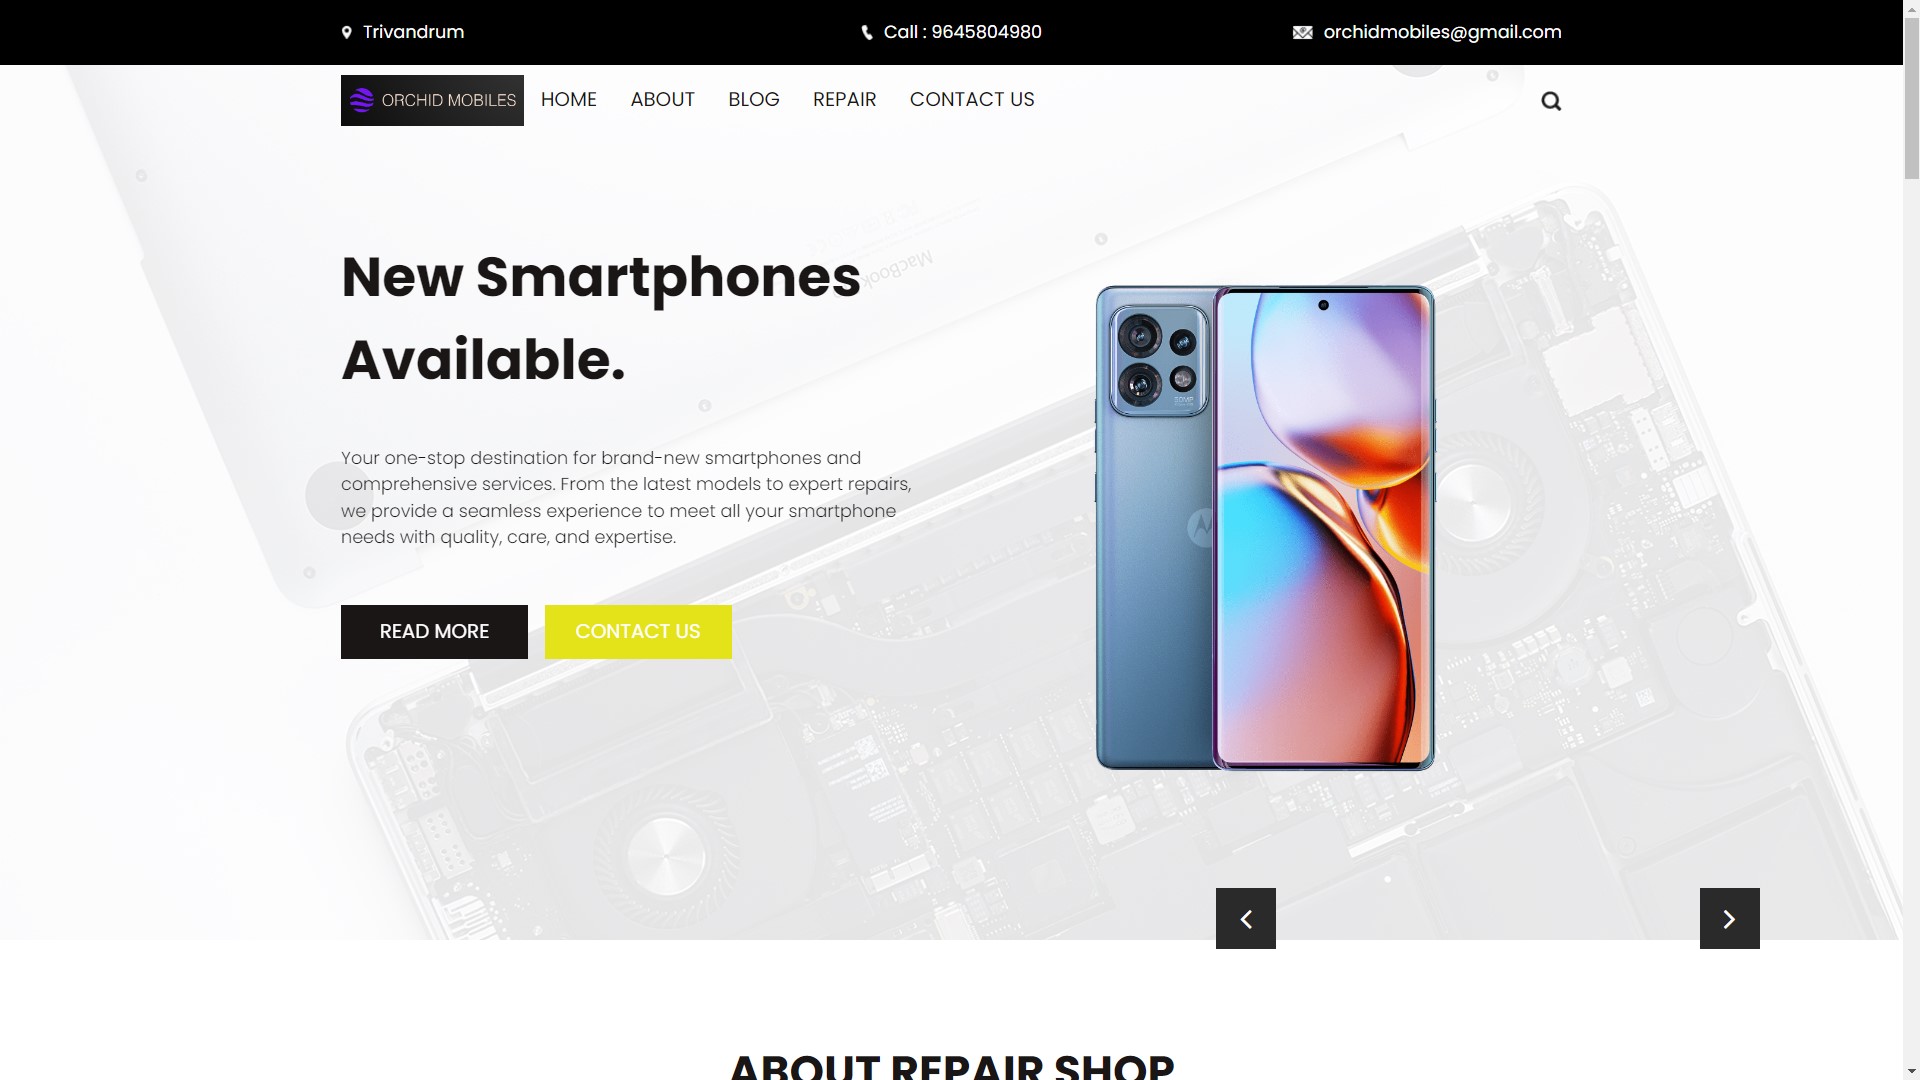 Trivandrum
Call : 9645804980
orchidmobiles@gmail.com
ORCHID MOBILES
HOME
ABOUT
BLOG
REPAIR
CONTACT US
MacBook
New Smartphones
Available.
50MP
Your one-stop destination for brand-new smartphones and
comprehensive services. From the latest models to expert repairs,
we provide a seamless experience to meet all your smartphone
needs with quality, care, and expertise.
READ MORE
CONTACT US
ABOUT REPAIR SHOP